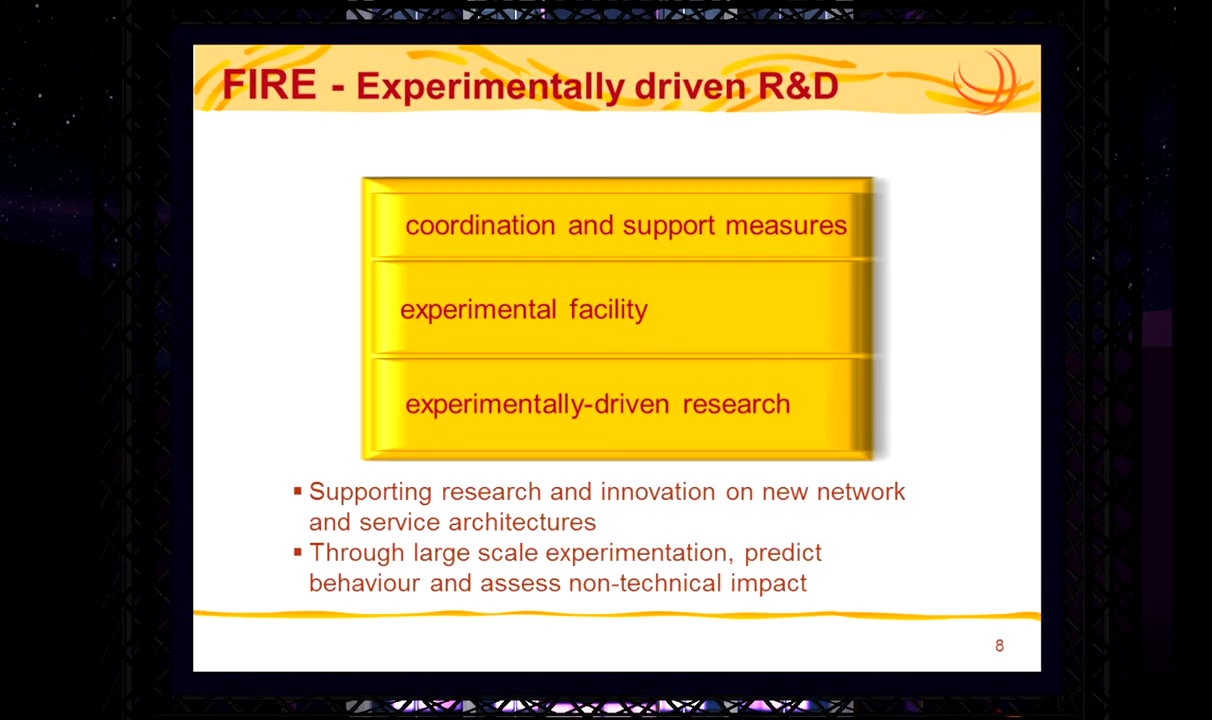 FIRE - Experimentally driven R&D
coordination and support measures
experimental facility
experimentally-driven research
▪ Supporting research and innovation on new network
and service architectures
▪ Through large scale experimentation, predict
behaviour and assess non-technical impact
8